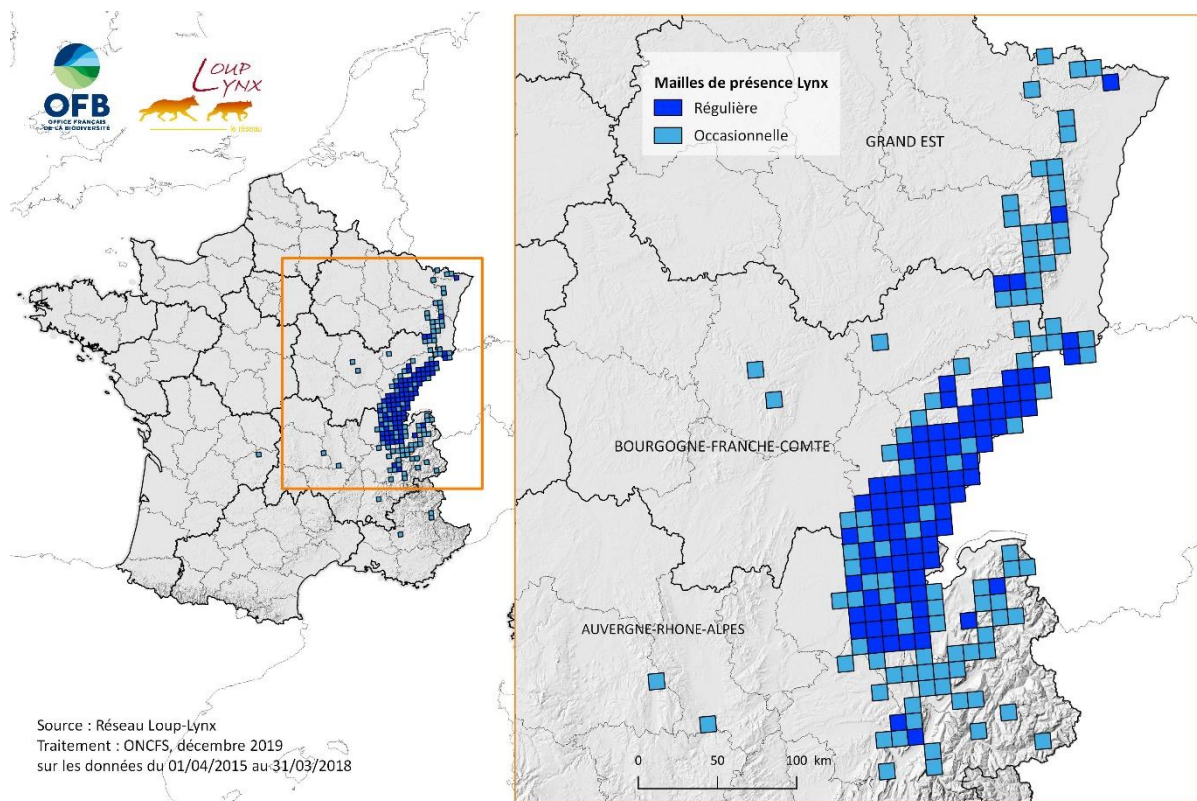 OFB
OFFICE FRANÇAIS
DE LA BIODIVERSITÉ
LOUP
LYNX
le réseau
Mailles de présence Lynx
Régulière
Occasionnelle
GRAND EST
BOURGOGNE-FRANCHE-COMTE
AUVERGNE-RHONE-ALPES
Source : Réseau Loup-Lynx
Traitement : ONCFS, décembre 2019
sur les données du 01/04/2015 au 31/03/2018
0 50 100 km